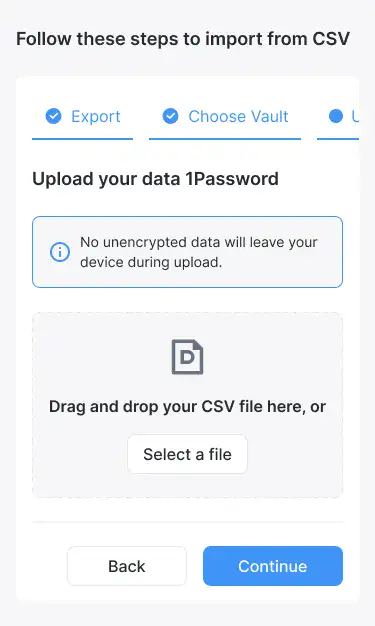 Follow these steps to import from CSV
Export
Choose Vault
Upload your data 1Password
No unencrypted data will leave your
device during upload.
D
Drag and drop your CSV file here, or
Select a file
Back
Continue